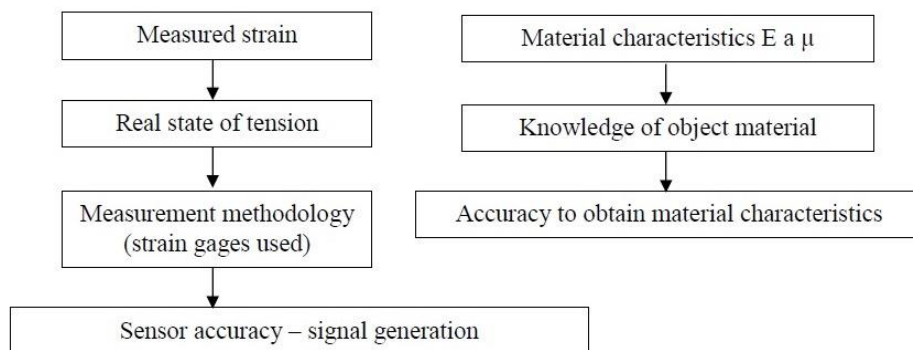 Measured strain
Real state of tension
Measurement methodology
(strain gages used)
Sensor accuracy – signal generation
Material characteristics E a μ
Knowledge of object material
Accuracy to obtain material characteristics